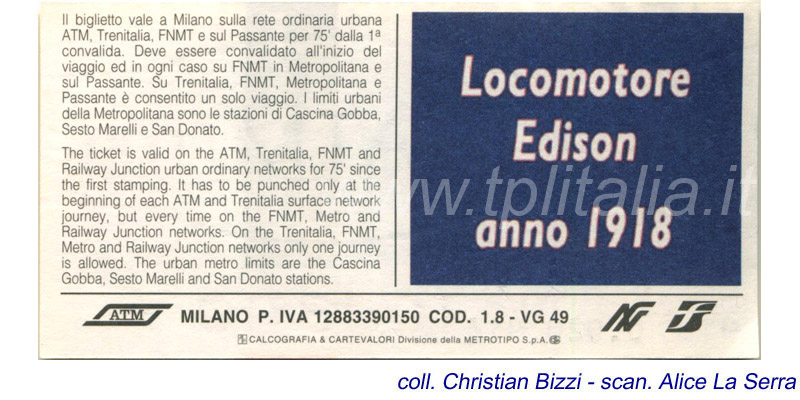 Il biglietto vale a Milano sulla rete ordinaria urbana
ATM, Trenitalia, FNMT e sul Passante per 75' dalla 1ª
convalida. Deve essere convalidato all'inizio del
viaggio ed in ogni caso su FNMT in Metropolitana e
sul Passante. Su Trenitalia, FNMT, Metropolitana e
Passante è consentito un solo viaggio. I limiti urbani
della Metropolitana sono le stazioni di Cascina Gobba,
Sesto Marelli e San Donato.
The ticket is valid on the ATM, Trenitalia, FNMT and
Railway Junction urban ordinary networks for 75' since
the first stamping. It has to be punched only at the
beginning of each ATM and Trenitalia surface network
journey, but every time on the FNMT, Metro and
Railway Junction networks. On the Trenitalia, FNMT,
Metro and Railway Junction networks only one journey
is allowed. The urban metro limits are the Cascina
Gobba, Sesto Marelli and San Donato stations.
Locomotore
Edison
anno 1918
www.tplitalia.it
ATM MILANO P. IVA 12883390150 COD. 1.8 - VG 49
CALCOGRAFIA & CARTEVALORI Divisione della METROTIPO S.p.A.
coll. Christian Bizzi - scan. Alice La Serra